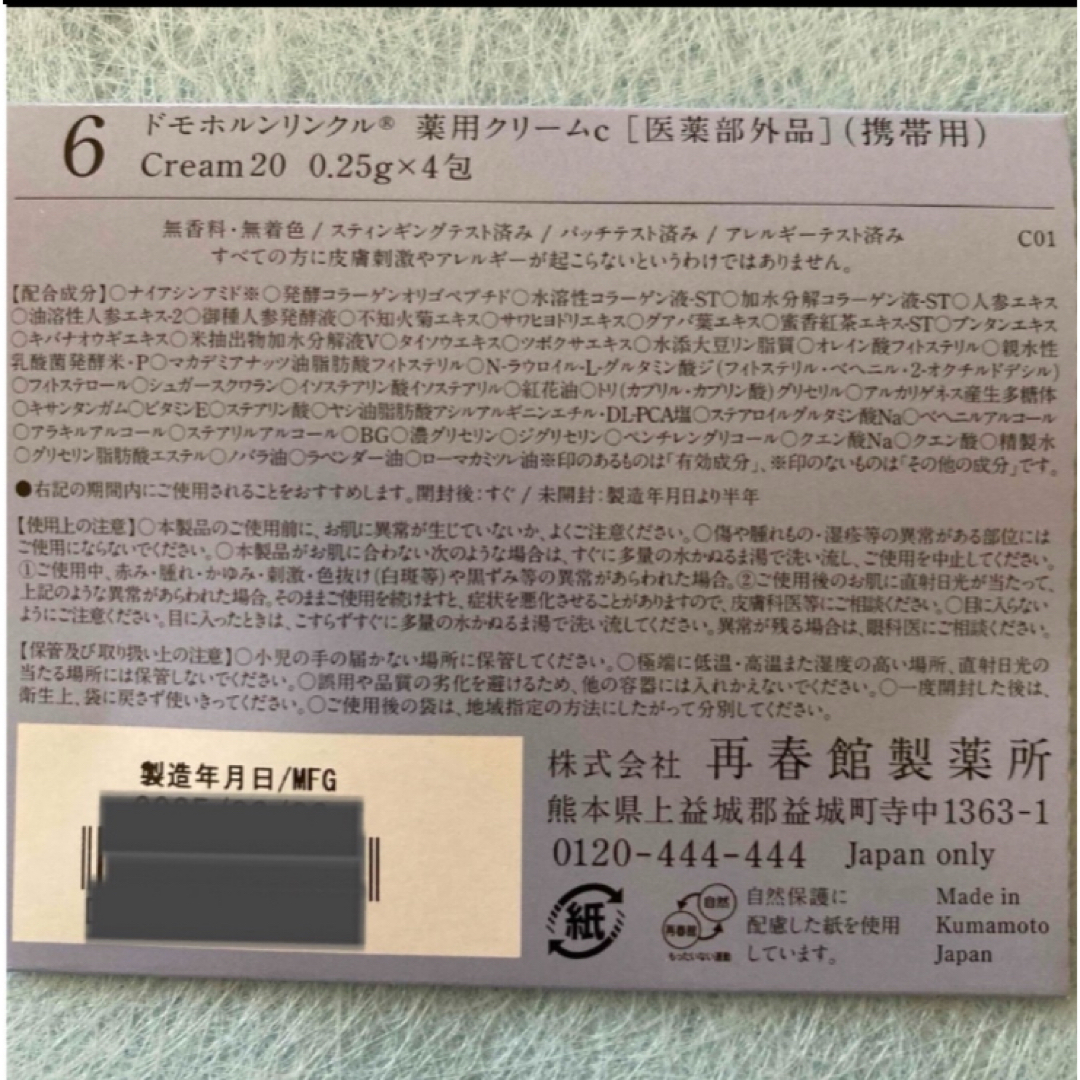 6
ドモホルンリンクル® 薬用クリームc［医薬部外品］(携帯用)
Cream20 0.25g×4包
無香料・無着色 / スティンギングテスト済み / パッチテスト済み / アレルギーテスト済み
C01
すべての方に皮膚刺激やアレルギーが起こらないというわけではありません。
【配合成分】○ナイアシンアミド※○発酵コラーゲンオリゴペプチド○水溶性コラーゲン液-ST○加水分解コラーゲン液-ST○人参エキス
○油溶性人参エキス-2○御種人参発酵液○不知火菊エキス○サワヒヨドリエキス○グアバ葉エキス○蜜香紅茶エキス-ST○ブンタンエキス
○キバナオウギエキス○米抽出物加水分解液V○タイソウエキス○ツボクサエキス○水添大豆リン脂質○オレイン酸フィトステリル○親水性
乳酸菌発酵米・P○マカデミアナッツ油脂肪酸フィトステリル○N-ラウロイル-L-グルタミン酸ジ(フィトステリル・ベヘニル・2-オクチルドデシル)
○フィトステロール○シュガースクワラン○イソステアリン酸イソステアリル○紅花油○トリ(カプリル・カプリン酸)グリセリル○アルカリゲネス産生多糖体
○キサンタンガム○ビタミンE○ステアリン酸○ヤシ油脂肪酸アシルアルギニンエチル・DL-PCA塩○ステアロイルグルタミン酸Na○ベヘニルアルコール
○アラキルアルコール○ステアリルアルコール○BG○濃グリセリン○ジグリセリン○ペンチレングリコール○クエン酸Na○クエン酸○精製水
○グリセリン脂肪酸エステル○ノバラ油○ラベンダー油○ローマカミツレ油※印のあるものは「有効成分」、※印のないものは「その他の成分」です。
●右記の期間内にご使用されることをおすすめします。開封後：すぐ / 未開封：製造年月日より半年
【使用上の注意】○本製品のご使用前に、お肌に異常が生じていないか、よくご注意ください。○傷や腫れもの・湿疹等の異常がある部位には
ご使用にならないでください。○本製品がお肌に合わない次のような場合は、すぐに多量の水かぬるま湯で洗い流し、ご使用を中止してください。
①ご使用中、赤み・腫れ・かゆみ・刺激・色抜け(白斑等)や黒ずみ等の異常があらわれた場合。②ご使用後のお肌に直射日光が当たって、
上記のような異常があらわれた場合。そのままご使用を続けますと、症状を悪化させることがありますので、皮膚科医等にご相談ください。○目に入らない
ようにご注意ください。目に入ったときは、こすらずすぐに多量の水かぬるま湯で洗い流してください。異常が残る場合は、眼科医にご相談ください。
【保管及び取り扱い上の注意】○小児の手の届かない場所に保管してください。○極端に低温・高温また湿度の高い場所、直射日光の
当たる場所には保管しないでください。○誤用や品質の劣化を避けるため、他の容器には入れかえないでください。○一度開封した後は、
衛生上、袋に戻さず使いきってください。○ご使用後の袋は、地域指定の方法にしたがって分別してください。
製造年月日/MFG
株式会社 再春館製薬所
熊本県上益城郡益城町寺中1363-1
0120-444-444 Japan only
紙
自然
再春館
もったいない運動
自然保護に
配慮した紙を使用
しています。
Made in
Kumamoto
Japan